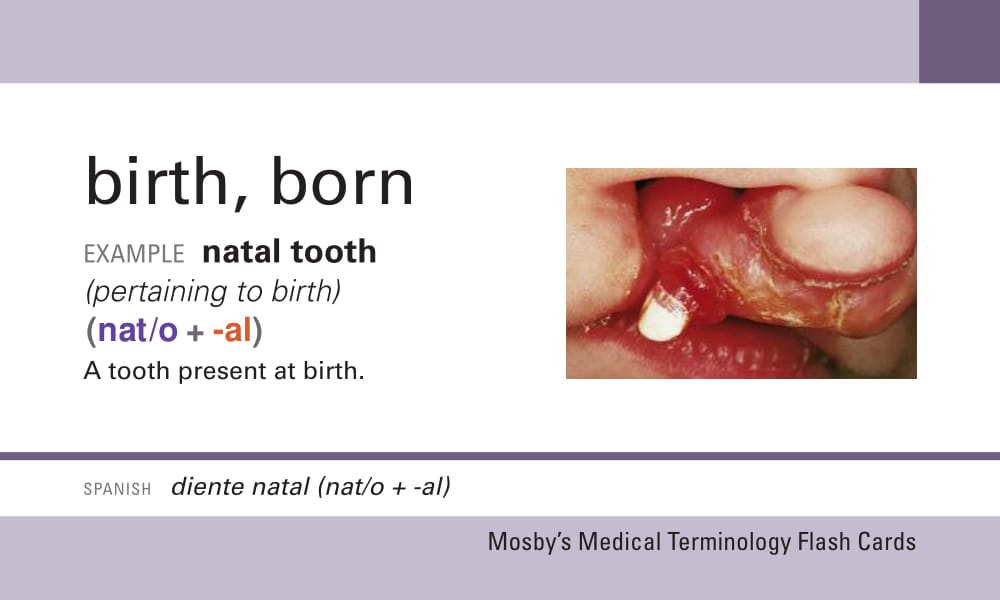 birth, born
EXAMPLE natal tooth
(pertaining to birth)
(nat/o + -al)
A tooth present at birth.
SPANISH diente natal (nat/o + -al)
Mosby's Medical Terminology Flash Cards